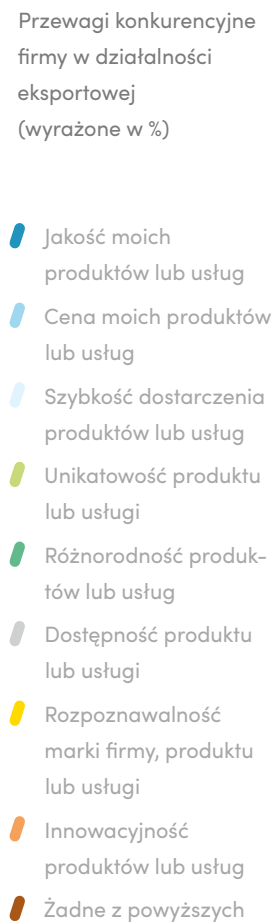 Przewagi konkurencyjne
firmy w działalności
eksportowej
(wyrażone w %)
Jakość moich
produktów lub usług
Cena moich produktów
lub usług
Szybkość dostarczenia
produktów lub usług
Unikatowość produktu
lub usługi
Różnorodność produk-
tów lub usług
Dostępność produktu
lub usługi
Rozpoznawalność
marki firmy, produktu
lub usługi
Innowacyjność
produktów lub usług
Żadne z powyższych